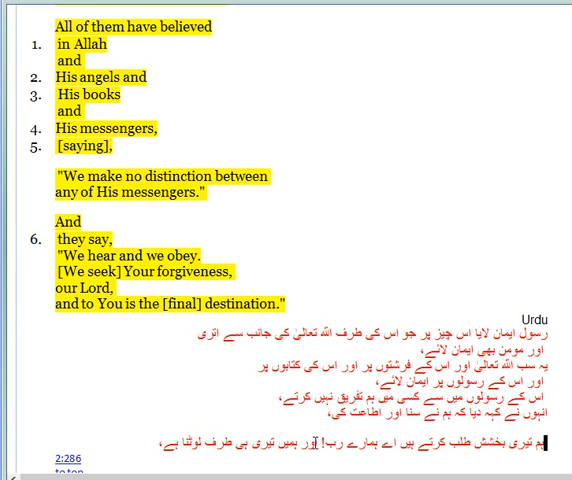 All of them have believed
1. in Allah
and
2. His angels and
3. His books
and
4. His messengers,
5. [saying],
"We make no distinction between
any of His messengers."
And
6. they say,
"We hear and we obey.
[We seek] Your forgiveness,
our Lord,
and to You is the [final] destination."
Urdu
رسول ایمان لایا اس چیز پر جو اس کی طرف اللہ تعالیٰ کی جانب سے اتری
اور مومن بھی ایمان لائے،
یہ سب اللہ تعالیٰ اور اس کے فرشتوں پر اور اس کی کتابوں پر
اور اس کے رسولوں پر ایمان لائے،
اس کے رسولوں میں سے کسی میں ہم تفریق نہیں کرتے،
انہوں نے کہہ دیا کہ ہم نے سنا اور اطاعت کی،
ہم تیری بخشش طلب کرتے ہیں اے ہمارے رب! اور ہمیں تیری ہی طرف لوٹنا ہے،
2:286
to top